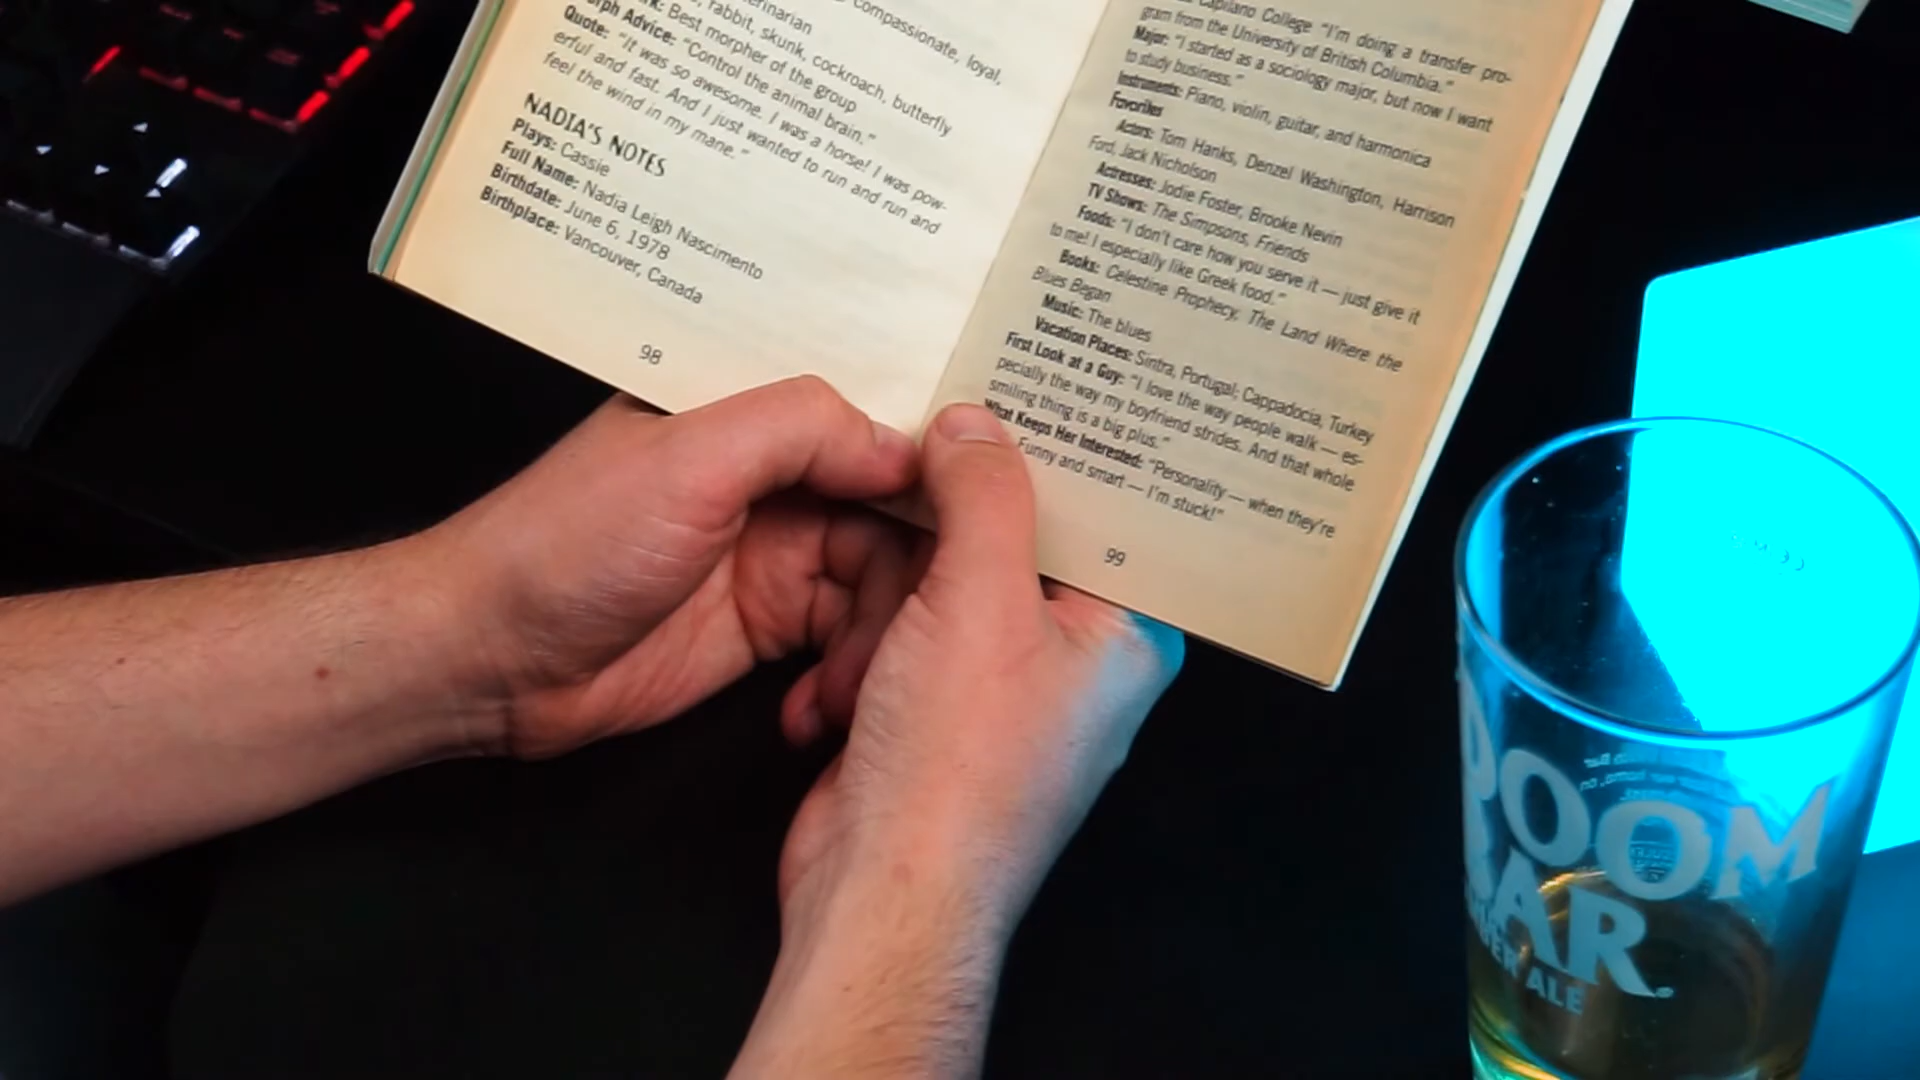 compassionate, loyal,
rabbit, skunk, cockroach, butterfly
Best morpher of the group
Advice: "Control the animal brain."
Quote: "It was so awesome. I was a horse! I was pow-
erful and fast. And I just wanted to run and run and
feel the wind in my mane."
NADIA'S NOTES
Plays: Cassie
Full Name: Nadia Leigh Nascimento
Birthdate: June 6, 1978
Birthplace: Vancouver, Canada
98
Capilano College "I'm doing a transfer pro-
gram from the University of British Columbia."
Major: "I started as a sociology major, but now I want
to study business."
Instruments: Piano, violin, guitar, and harmonica
Favorites
Actors: Tom Hanks, Denzel Washington, Harrison
Ford, Jack Nicholson
Actresses: Jodie Foster, Brooke Nevin
TV Shows: The Simpsons, Friends
Foods: "I don't care how you serve it — just give it
to me! I especially like Greek food."
Books: Celestine Prophecy, The Land Where the
Blues Began
Music: The blues
Vacation Places: Sintra, Portugal; Cappadocia, Turkey
First Look at a Guy: "I love the way people walk — es-
pecially the way my boyfriend strides. And that whole
smiling thing is a big plus."
What Keeps Her Interested: "Personality — when they're
Funny and smart — I'm stuck!"
99
DOOM
BAR
ALE